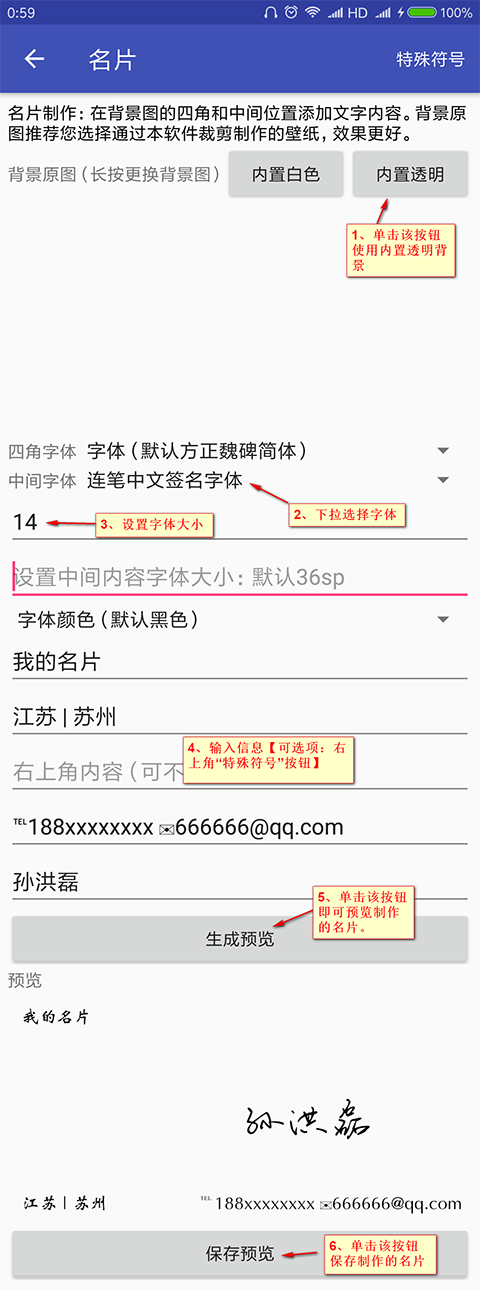 0:59 HD 100%
名片 特殊符号
名片制作：在背景图的四角和中间位置添加文字内容。背景原
图推荐您选择通过本软件裁剪制作的壁纸，效果更好。
背景原图（长按更换背景图） 内置白色 内置透明
1、单击该按钮
使用内置透明背
景
四角字体 字体（默认方正魏碑简体）
中间字体 连笔中文签名字体
2、下拉选择字体
14
3、设置字体大小
设置中间内容字体大小：默认36sp
字体颜色（默认黑色）
我的名片
江苏 | 苏州
4、输入信息【可选项：右
上角“特殊符号”按钮】
右上角内容（可不
℡188xxxxxxxx ✉666666@qq.com
孙洪磊
5、单击该按钮
即可预览制作
的名片。
生成预览
预览
我的名片
孙洪磊
江苏 | 苏州 ℡188xxxxxxxx ✉666666@qq.com
保存预览
6、单击该按钮
保存制作的名片